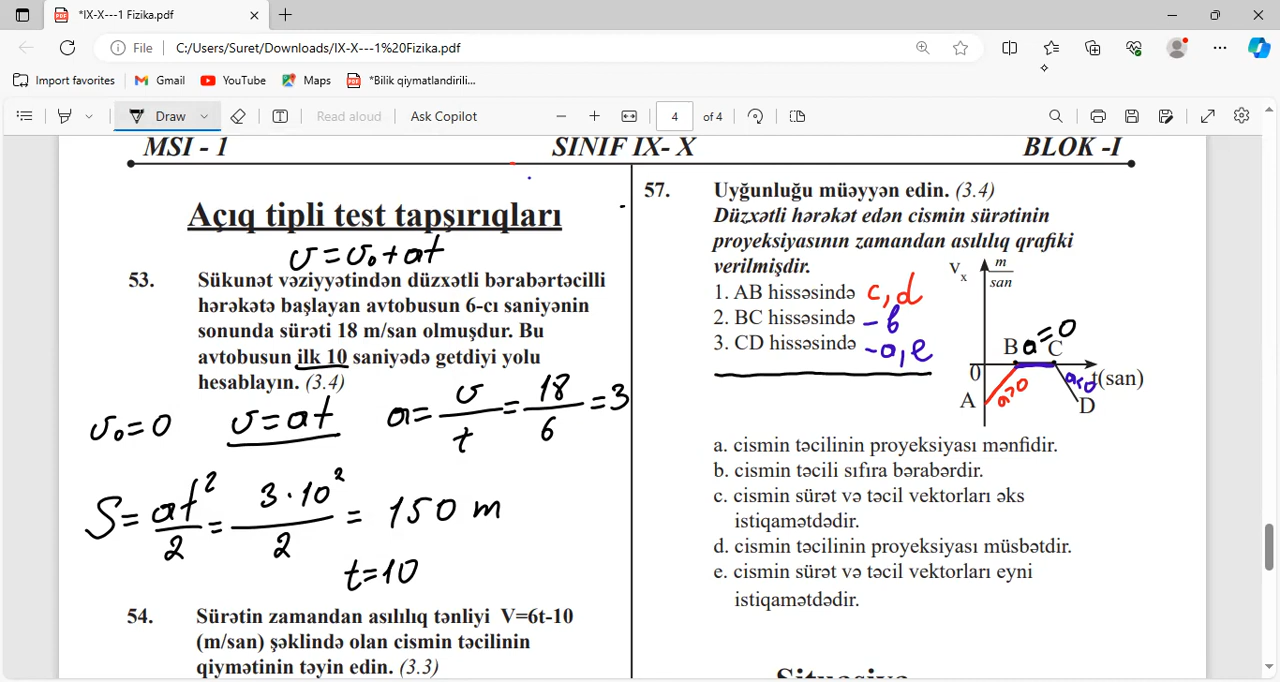 *IX-X---1 Fizika.pdf
File C:/Users/Suret/Downloads/IX-X---1%20Fizika.pdf
Import favorites Gmail YouTube Maps *Bilik qiymatlandirili...
Draw Read aloud Ask Copilot 4 of 4
MSI - 1 SINIF IX- X BLOK -I
Açıq tipli test tapşırıqları
v=v₀+at
53. Sükunət vəziyyətindən düzxətli bərabərtəcilli
hərəkətə başlayan avtobusun 6-cı saniyənin
sonunda sürəti 18 m/san olmuşdur. Bu
avtobusun ilk 10 saniyədə getdiyi yolu
hesablayın. (3.4)
v₀=0 v=at a=v/t=18/6=3
S=at²/2=3·10²/2=150 m
t=10
54. Sürətin zamandan asılılıq tənliyi V=6t-10
(m/san) şəklində olan cismin təcilinin
qiymətinin təyin edin. (3.3)
57. Uyğunluğu müəyyən edin. (3.4)
Düzxətli hərəkət edən cismin sürətinin
proyeksiyasının zamandan asılılıq qrafiki
verilmişdir.
1. AB hissəsində c,d
2. BC hissəsində -b
3. CD hissəsində -a,e
Vx m/san
B a=0 C
0 t(san)
A a>0 a<0 D
a. cismin təcilinin proyeksiyası mənfidir.
b. cismin təcili sıfıra bərabərdir.
c. cismin sürət və təcil vektorları əks
istiqamətdədir.
d. cismin təcilinin proyeksiyası müsbətdir.
e. cismin sürət və təcil vektorları eyni
istiqamətdədir.
Situasiya